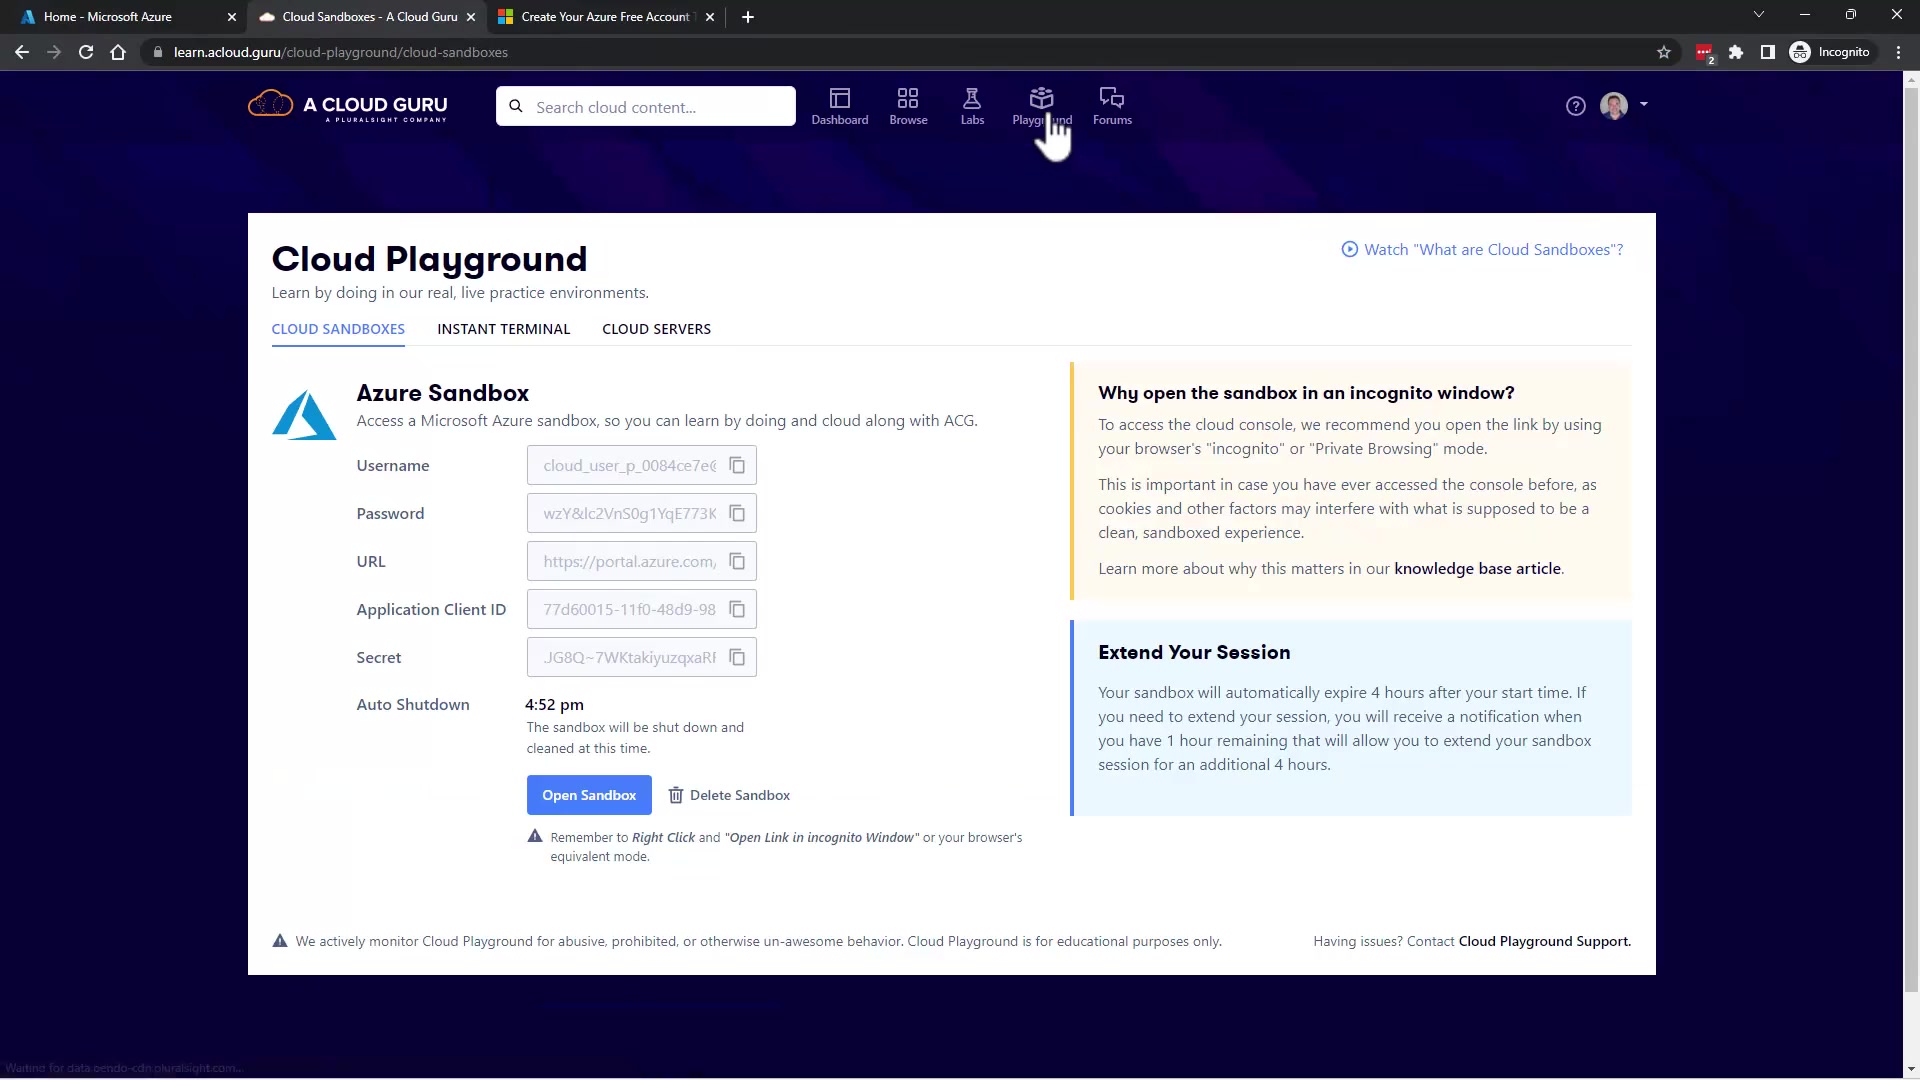 Home - Microsoft Azure
Cloud Sandboxes - A Cloud Guru
Create Your Azure Free Account
learn.acloud.guru/cloud-playground/cloud-sandboxes
2
Incognito
A CLOUD GURU
A PLURALSIGHT COMPANY
Search cloud content...
Dashboard
Browse
Labs
Playground
Forums
Cloud Playground
Watch "What are Cloud Sandboxes"?
Learn by doing in our real, live practice environments.
CLOUD SANDBOXES
INSTANT TERMINAL
CLOUD SERVERS
Azure Sandbox
Access a Microsoft Azure sandbox, so you can learn by doing and cloud along with ACG.
Username
cloud_user_p_0084ce7e@
Password
URL
https://portal.azure.com/
Application Client ID
77d60015-11f0-48d9-98
Secret
Auto Shutdown
4:52 pm
The sandbox will be shut down and
cleaned at this time.
Open Sandbox
Delete Sandbox
Remember to Right Click and "Open Link in incognito Window" or your browser's
equivalent mode.
Why open the sandbox in an incognito window?
To access the cloud console, we recommend you open the link by using
your browser's "incognito" or "Private Browsing" mode.
This is important in case you have ever accessed the console before, as
cookies and other factors may interfere with what is supposed to be a
clean, sandboxed experience.
Learn more about why this matters in our knowledge base article.
Extend Your Session
Your sandbox will automatically expire 4 hours after your start time. If
you need to extend your session, you will receive a notification when
you have 1 hour remaining that will allow you to extend your sandbox
session for an additional 4 hours.
We actively monitor Cloud Playground for abusive, prohibited, or otherwise un-awesome behavior. Cloud Playground is for educational purposes only.
Having issues? Contact Cloud Playground Support.
Waiting for data.pendo-cdn.pluralsight.com...